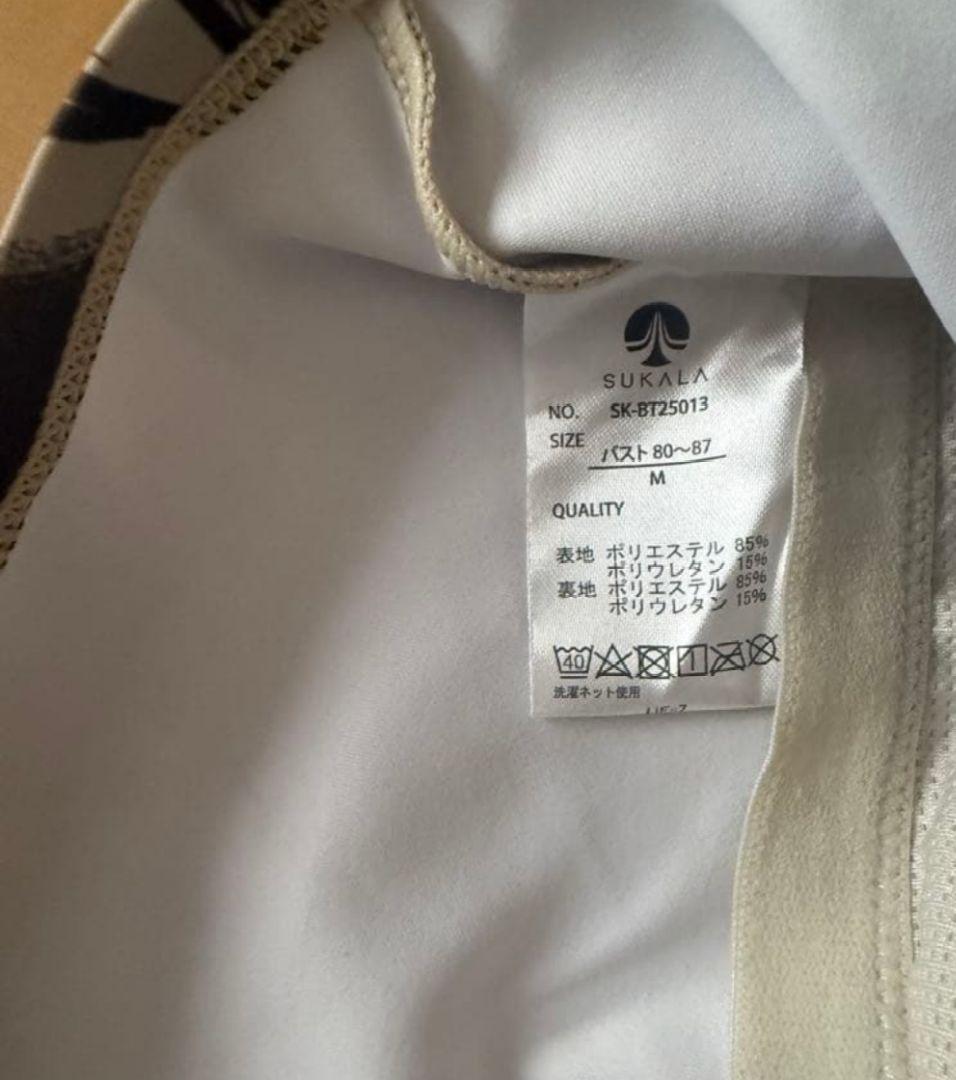 SUKALA
NO. SK-BT25013
SIZE バスト 80〜87
M
QUALITY
表地 ポリエステル 85%
ポリウレタン 15%
裏地 ポリエステル 85%
ポリウレタン 15%
40
洗濯ネット使用